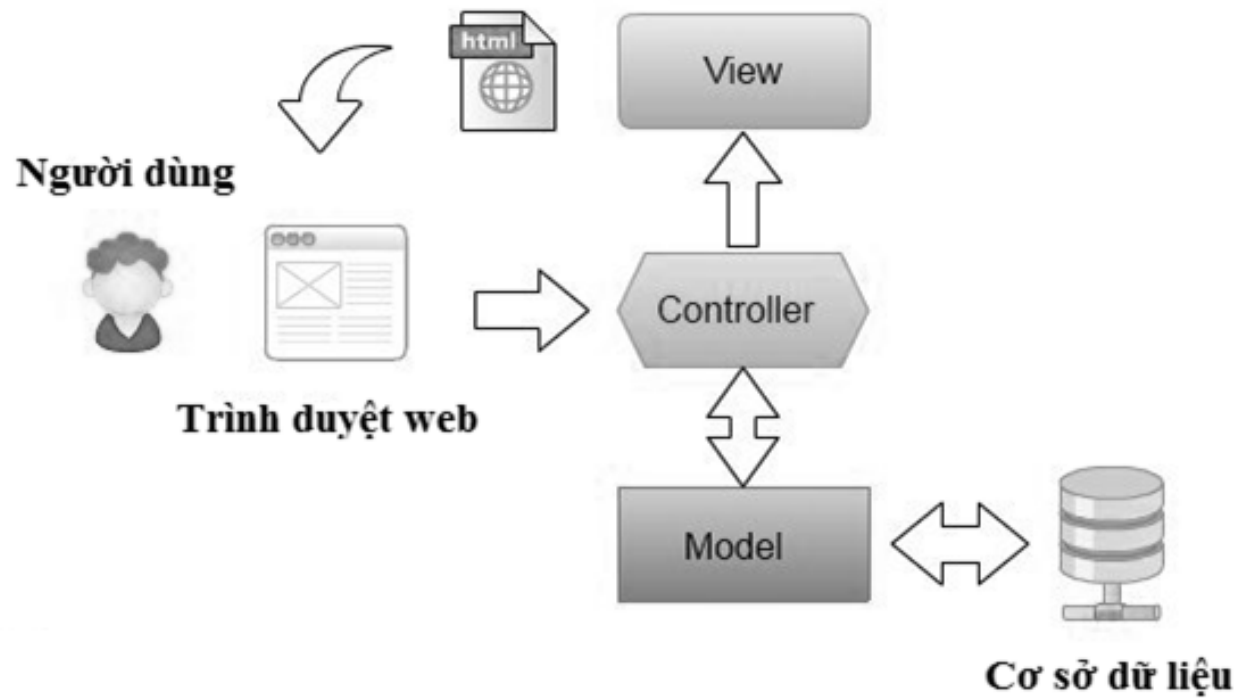 html
View
Người dùng
Controller
Trình duyệt web
Model
Cơ sở dữ liệu